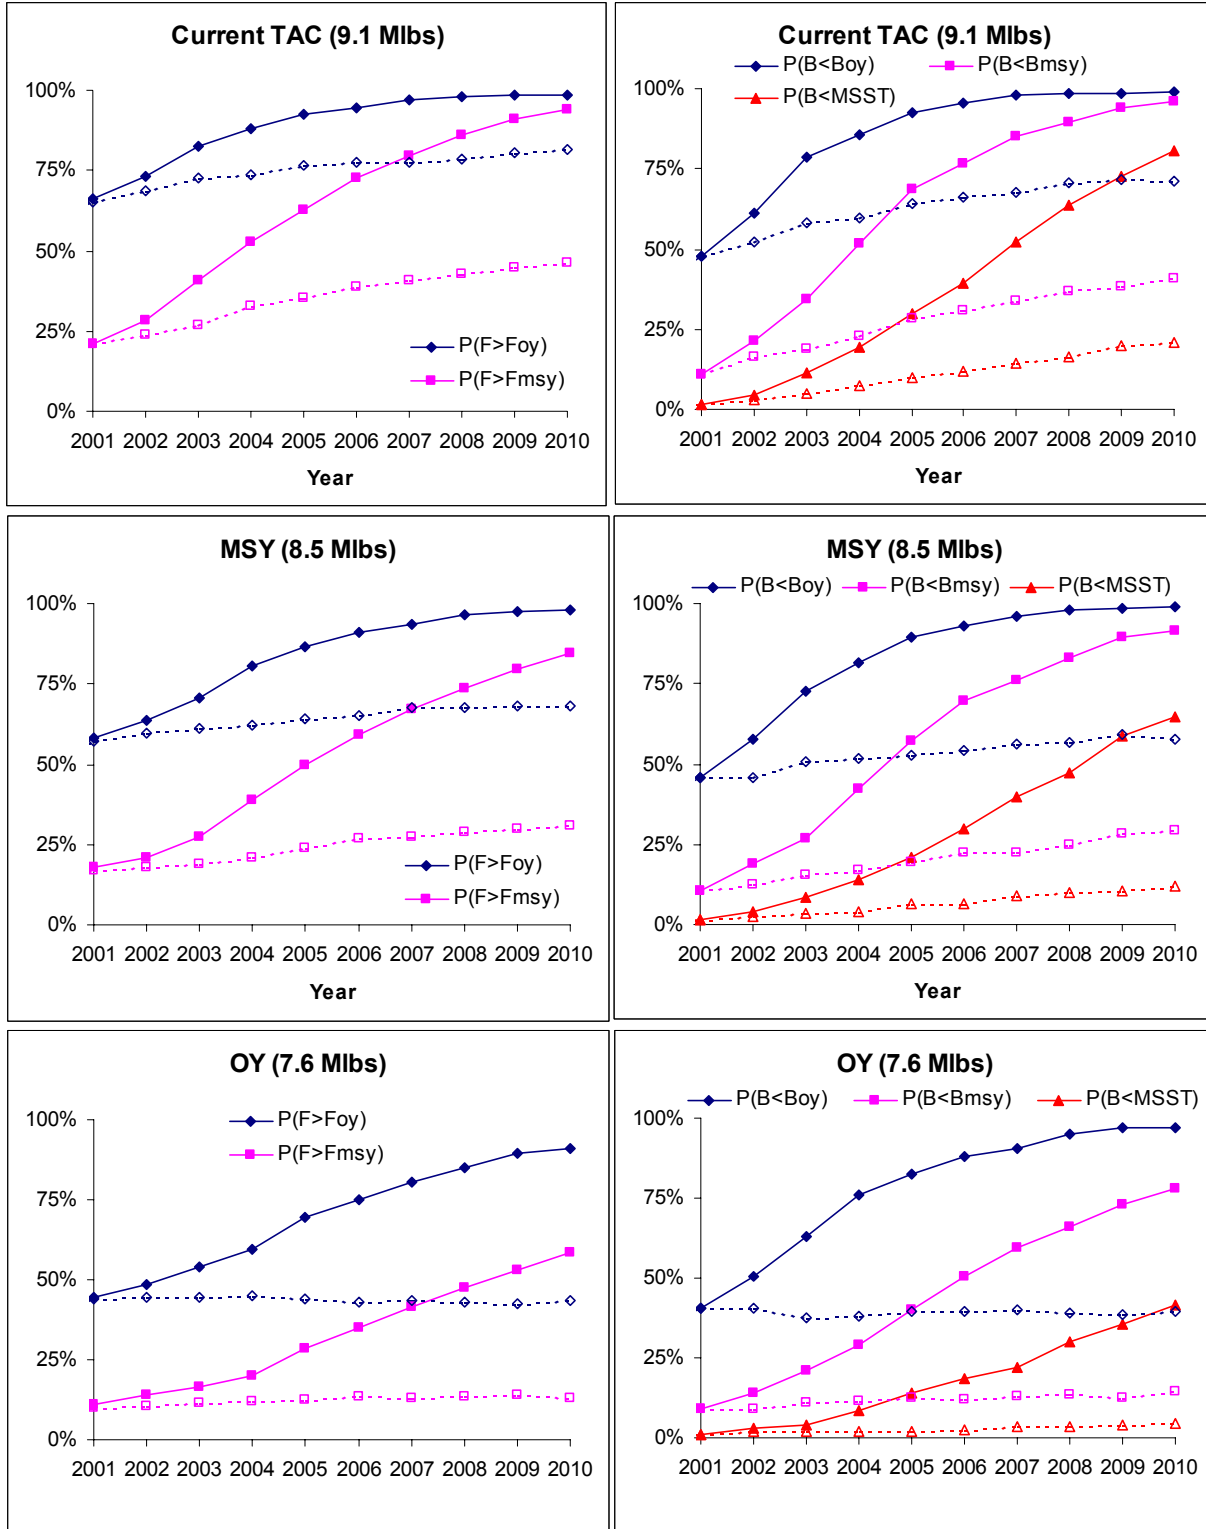 Current TAC (9.1 Mlbs)
100%
75%
50%
25%
0%
P(F>Foy)
P(F>Fmsy)
2001 2002 2003 2004 2005 2006 2007 2008 2009 2010
Year
Current TAC (9.1 Mlbs)
P(B<Boy) P(B<Bmsy)
P(B<MSST)
100%
75%
50%
25%
0%
2001 2002 2003 2004 2005 2006 2007 2008 2009 2010
Year
MSY (8.5 Mlbs)
100%
75%
50%
25%
0%
P(F>Foy)
P(F>Fmsy)
2001 2002 2003 2004 2005 2006 2007 2008 2009 2010
Year
MSY (8.5 Mlbs)
P(B<Boy) P(B<Bmsy) P(B<MSST)
100%
75%
50%
25%
0%
2001 2002 2003 2004 2005 2006 2007 2008 2009 2010
Year
OY (7.6 Mlbs)
P(F>Foy)
P(F>Fmsy)
100%
75%
50%
25%
0%
2001 2002 2003 2004 2005 2006 2007 2008 2009 2010
OY (7.6 Mlbs)
P(B<Boy) P(B<Bmsy) P(B<MSST)
100%
75%
50%
25%
0%
2001 2002 2003 2004 2005 2006 2007 2008 2009 2010